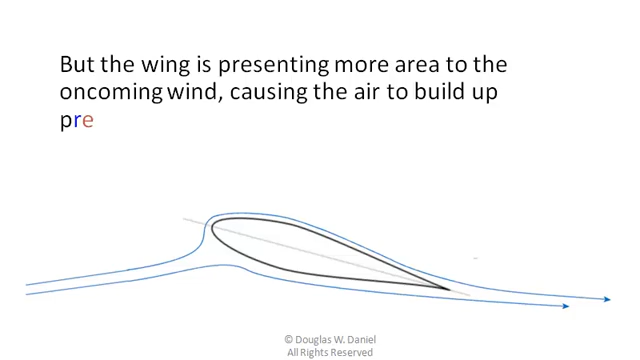 But the wing is presenting more area to the
oncoming wind, causing the air to build up
pre
© Douglas W. Daniel
All Rights Reserved